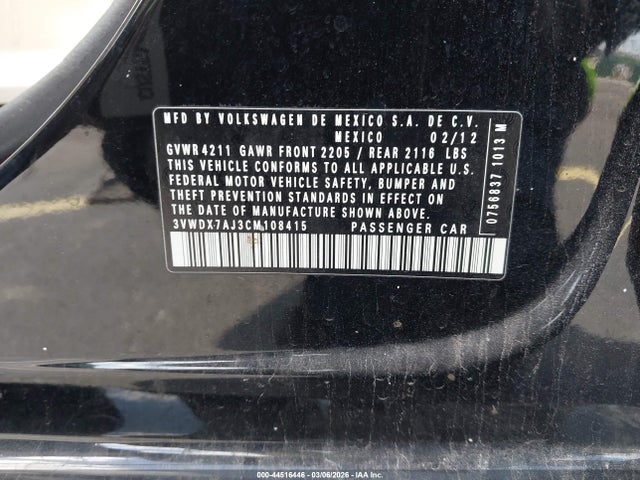 MFD BY VOLKSWAGEN DE MEXICO S.A. DE C.V.
MEXICO 02/12
GVWR 4211 GAWR FRONT 2205 / REAR 2116 LBS
THIS VEHICLE CONFORMS TO ALL APPLICABLE U.S.
FEDERAL MOTOR VEHICLE SAFETY, BUMPER AND
THEFT PREVENTION STANDARDS IN EFFECT ON
THE DATE OF MANUFACTURE SHOWN ABOVE.
3VWDX7AJ3CM108415 PASSENGER CAR
0756837 1013 M
000-44516446 - 03/06/2026 - IAA Inc.